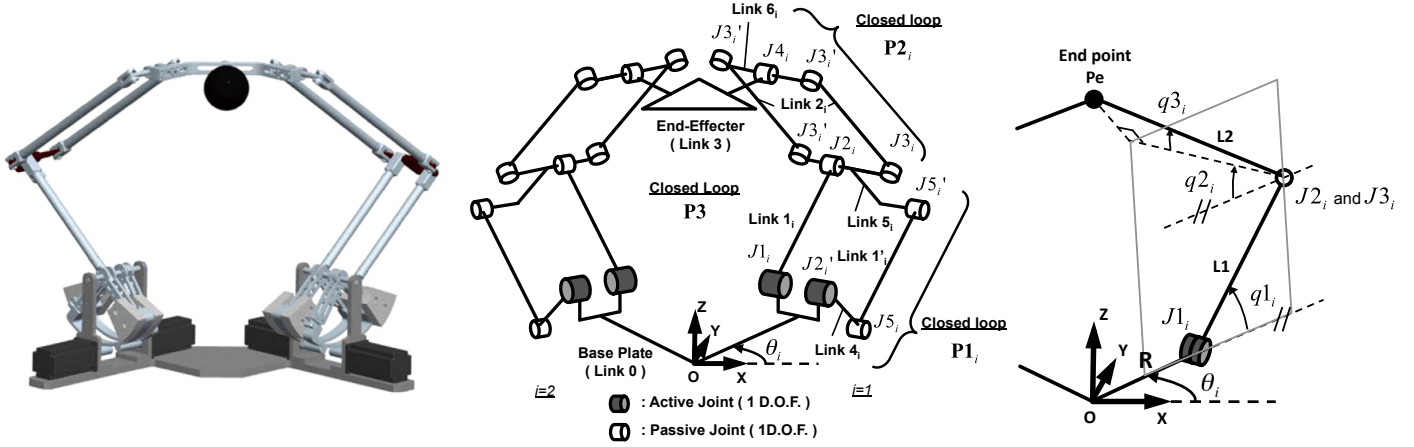 Link 6i
Closed loop
P2i
J3i'
J4i
J3i'
Link 2i
End-Effecter
( Link 3 )
J3i'
J2i
J3i
Closed Loop
P3
J5i'
Link 1i
Link 5i
J1i
J2i'
Link 1'i
Z
Y
J5i
Closed loop
P1i
Base Plate
( Link 0 )
θi
Link 4i
O
X
i=2
i=1
: Active Joint ( 1 D.O.F. )
: Passive Joint ( 1D.O.F. )
End point
Pe
q3i
L2
q2i
J2i and J3i
L1
q1i
Z
J1i
Y
R
θi
O
X